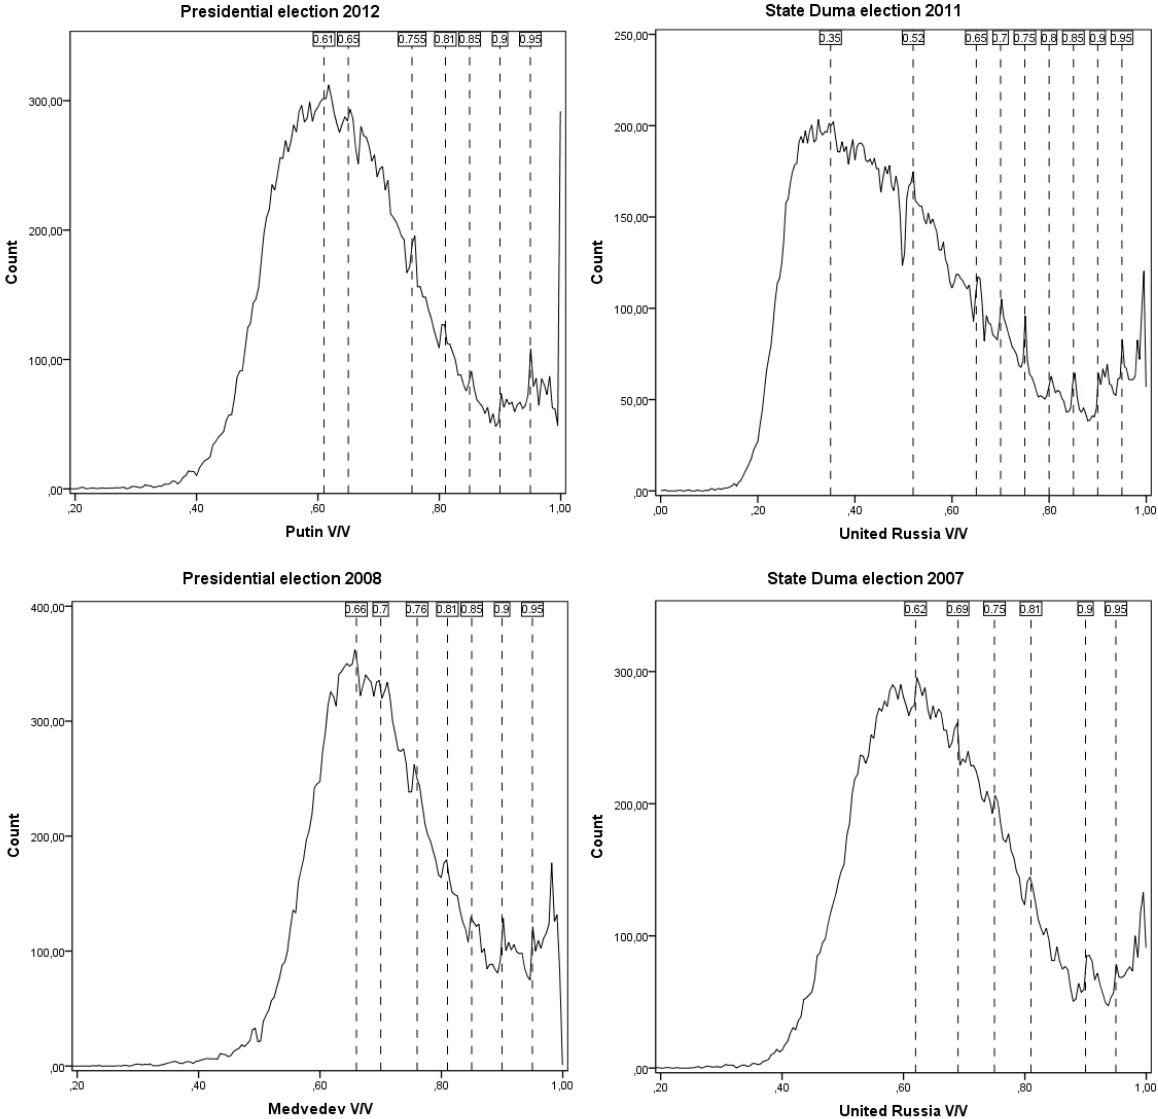 Presidential election 2012
0.61 0.65 0.755 0.81 0.85 0.9 0.95
300,00
200,00
100,00
,00
Count
,20 ,40 ,60 ,80 1,00
Putin V/V
State Duma election 2011
0.35 0.52 0.65 0.7 0.75 0.8 0.85 0.9 0.95
250,00
200,00
150,00
100,00
50,00
,00
Count
,00 ,20 ,40 ,60 ,80 1,00
United Russia V/V
Presidential election 2008
0.66 0.7 0.76 0.81 0.85 0.9 0.95
400,00
300,00
200,00
100,00
,00
Count
,20 ,40 ,60 ,80 1,00
Medvedev V/V
State Duma election 2007
0.62 0.69 0.75 0.81 0.9 0.95
300,00
200,00
100,00
,00
Count
,20 ,40 ,60 ,80 1,00
United Russia V/V